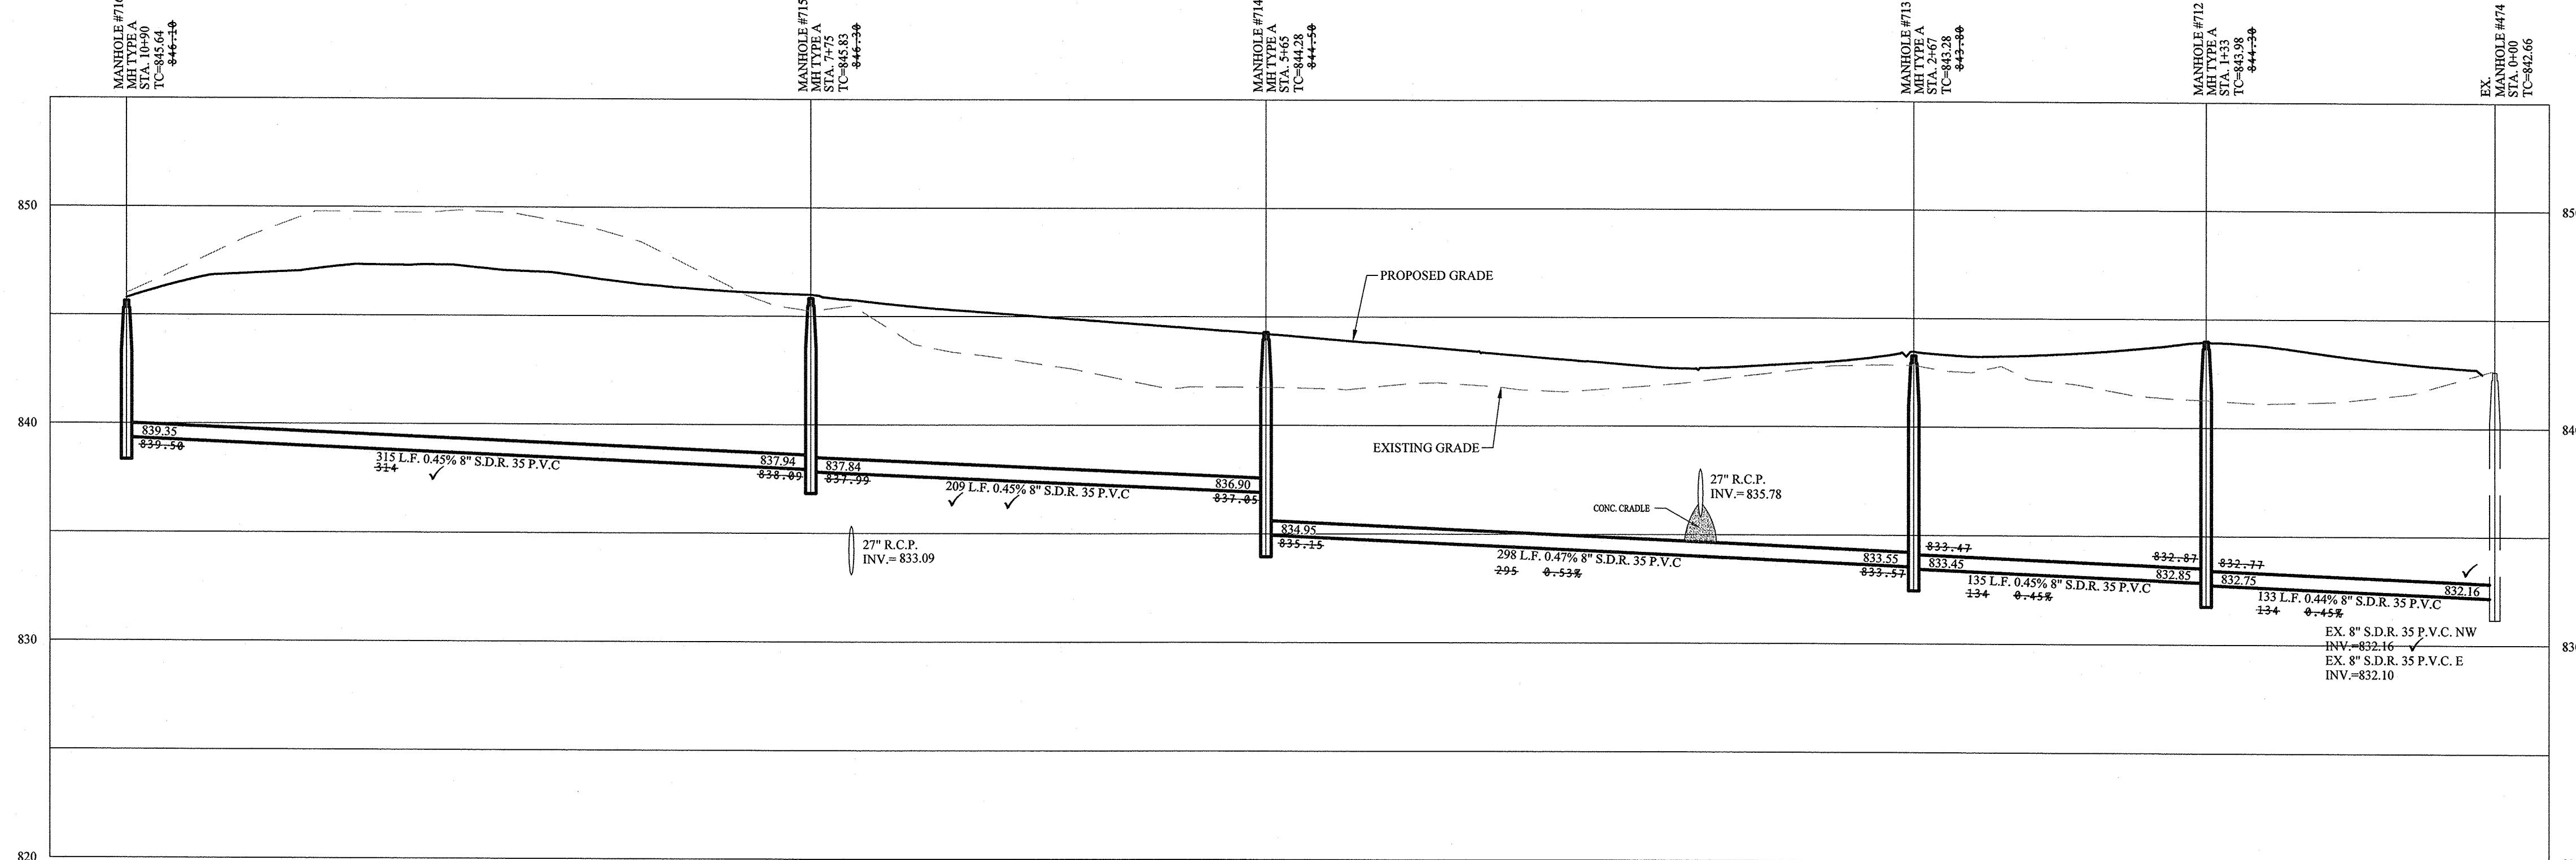 MANHOLE #716
MH TYPE A
STA. 10+90
TC=845.64
846.10
MANHOLE #715
MH TYPE A
STA. 7+75
TC=845.83
846.30
MANHOLE #714
MH TYPE A
STA. 5+65
TC=844.28
844.50
MANHOLE #713
MH TYPE A
STA. 2+67
TC=843.28
843.80
MANHOLE #712
MH TYPE A
STA. 1+33
TC=843.98
844.30
EX.
MANHOLE #474
STA. 0+00
TC=842.66
850
PROPOSED GRADE
840
EXISTING GRADE
839.35
839.50
315 L.F. 0.45% 8" S.D.R. 35 P.V.C
314
837.94
838.09
837.84
837.99
209 L.F. 0.45% 8" S.D.R. 35 P.V.C
836.90
837.05
27" R.C.P.
INV. = 833.09
834.95
835.15
CONC. CRADLE
27" R.C.P.
INV.= 835.78
298 L.F. 0.47% 8" S.D.R. 35 P.V.C
295 0.53%
833.55
833.57
833.47
833.45
135 L.F. 0.45% 8" S.D.R. 35 P.V.C
134 0.45%
832.87
832.85
832.77
832.75
133 L.F. 0.44% 8" S.D.R. 35 P.V.C
134 0.45%
832.16
830
EX. 8" S.D.R. 35 P.V.C. NW
INV.=832.16
EX. 8" S.D.R. 35 P.V.C. E
INV.=832.10
820